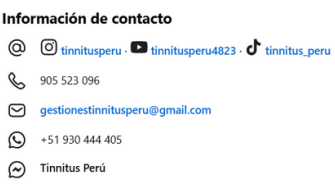 Información de contacto
tinnitusperu · tinnitusperu4823 · tinnitus_peru
905 523 096
gestionestinnitusperu@gmail.com
+51 930 444 405
Tinnitus Perú